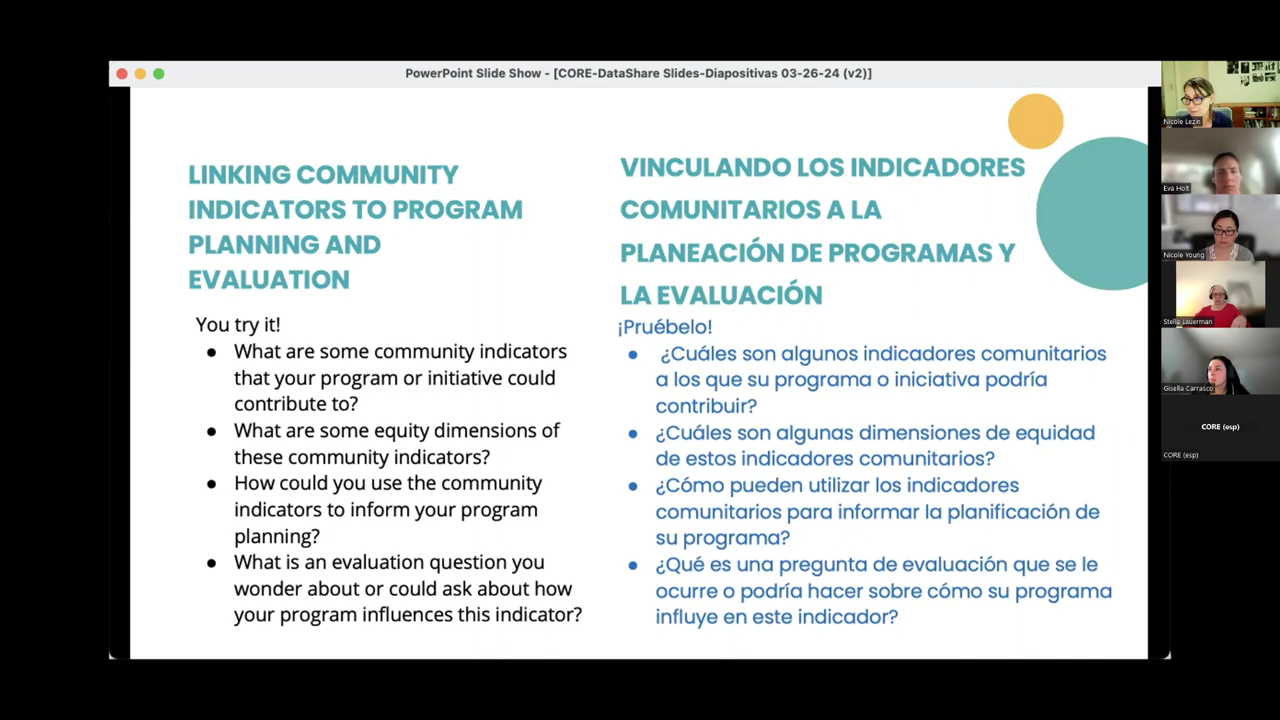 PowerPoint Slide Show - [CORE-DataShare Slides-Diapositivas 03-26-24 (v2)]
LINKING COMMUNITY
INDICATORS TO PROGRAM
PLANNING AND
EVALUATION
You try it!
What are some community indicators
that your program or initiative could
contribute to?
What are some equity dimensions of
these community indicators?
How could you use the community
indicators to inform your program
planning?
What is an evaluation question you
wonder about or could ask about how
your program influences this indicator?
VINCULANDO LOS INDICADORES
COMUNITARIOS A LA
PLANEACIÓN DE PROGRAMAS Y
LA EVALUACIÓN
¡Pruébelo!
¿Cuáles son algunos indicadores comunitarios
a los que su programa o iniciativa podría
contribuir?
¿Cuáles son algunas dimensiones de equidad
de estos indicadores comunitarios?
¿Cómo pueden utilizar los indicadores
comunitarios para informar la planificación de
su programa?
¿Qué es una pregunta de evaluación que se le
ocurre o podría hacer sobre cómo su programa
influye en este indicador?
Nicole Lezin
Eva Holt
Nicole Young
Stella Lauerman
Gisella Carrasco
CORE (esp)
CORE (esp)